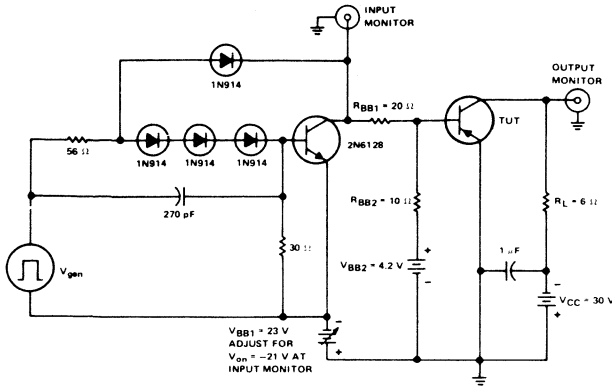 INPUT
MONITOR
OUTPUT
MONITOR
1N914
RBB1 = 20 Ω
TUT
56 Ω
1N914
1N914
1N914
2N6128
270 pF
RBB2 = 10 Ω
RL = 6 Ω
30 Ω
Vgen
1 μF
+
VBB2 = 4.2 V
-
-
VCC = 30 V
+
VBB1 = 23 V
ADJUST FOR
Von = –21 V AT
INPUT MONITOR
-
+